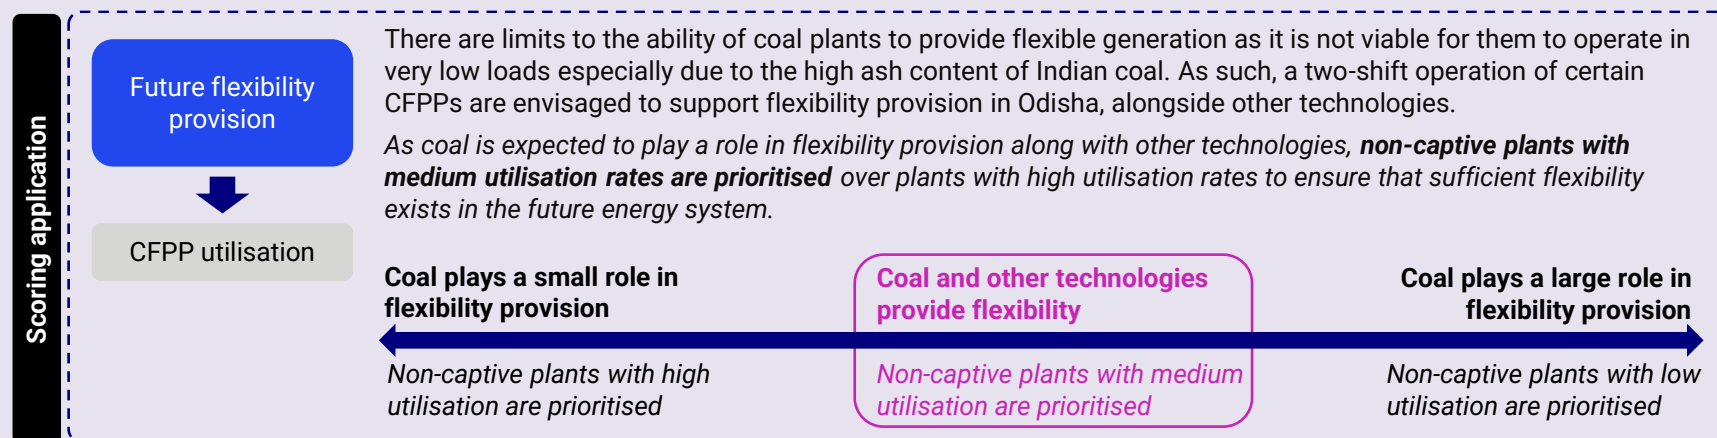 Scoring application
Future flexibility
provision
CFPP utilisation
There are limits to the ability of coal plants to provide flexible generation as it is not viable for them to operate in
very low loads especially due to the high ash content of Indian coal. As such, a two-shift operation of certain
CFPPs are envisaged to support flexibility provision in Odisha, alongside other technologies.
As coal is expected to play a role in flexibility provision along with other technologies, non-captive plants with
medium utilisation rates are prioritised over plants with high utilisation rates to ensure that sufficient flexibility
exists in the future energy system.
Coal plays a small role in
flexibility provision
Coal and other technologies
provide flexibility
Coal plays a large role in
flexibility provision
Non-captive plants with high
utilisation are prioritised
Non-captive plants with medium
utilisation are prioritised
Non-captive plants with low
utilisation are prioritised